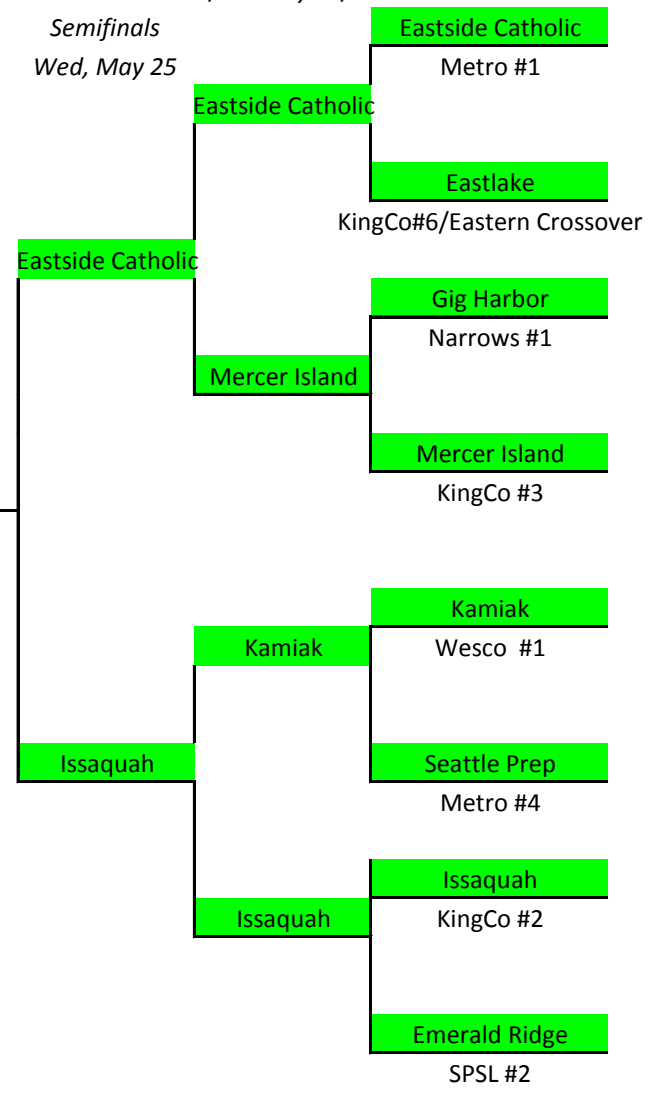 Semifinals
Eastside Catholic
Wed, May 25
Metro #1
Eastside Catholic
Eastlake
KingCo#6/Eastern Crossover
Eastside Catholic
Gig Harbor
Narrows #1
Mercer Island
Mercer Island
KingCo #3
Kamiak
Kamiak
Wesco  #1
Issaquah
Seattle Prep
Metro #4
Issaquah
Issaquah
KingCo #2
Emerald Ridge
SPSL #2